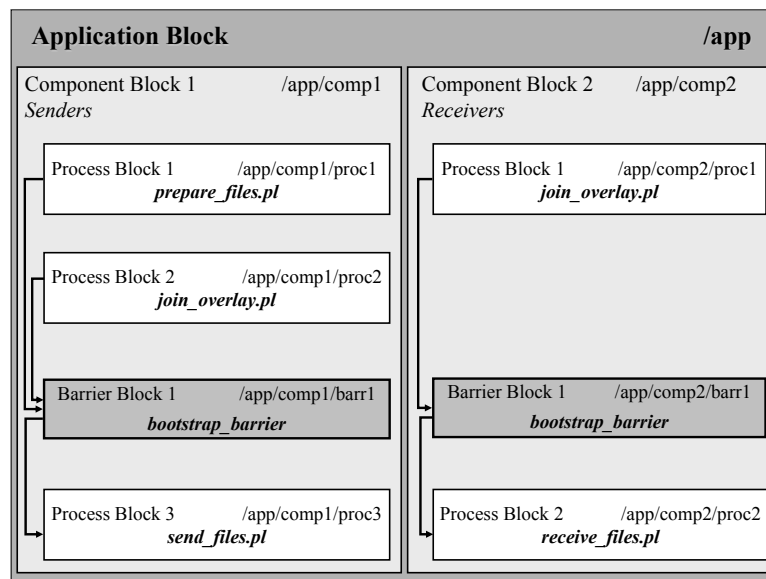 Application Block /app
Component Block 1 /app/comp1
Senders
Process Block 1 /app/comp1/proc1
prepare_files.pl
Process Block 2 /app/comp1/proc2
join_overlay.pl
Barrier Block 1 /app/comp1/barr1
bootstrap_barrier
Process Block 3 /app/comp1/proc3
send_files.pl
Component Block 2 /app/comp2
Receivers
Process Block 1 /app/comp2/proc1
join_overlay.pl
Barrier Block 1 /app/comp2/barr1
bootstrap_barrier
Process Block 2 /app/comp2/proc2
receive_files.pl